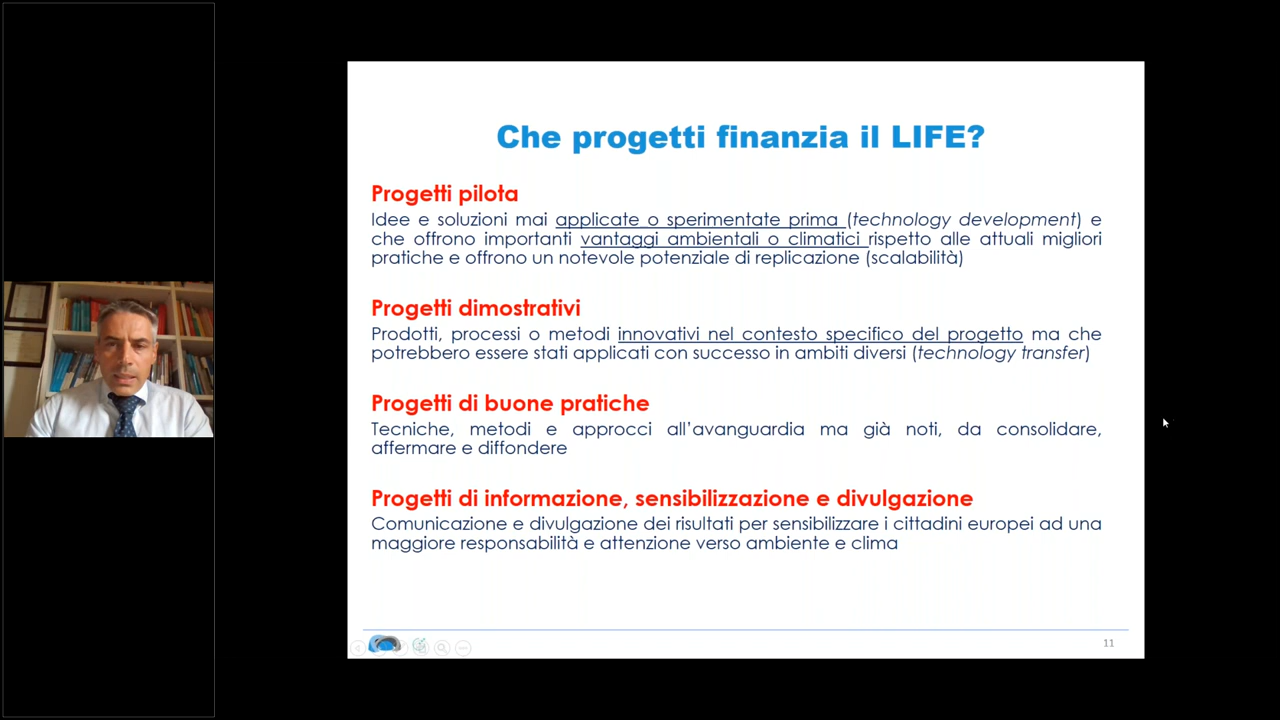 Che progetti finanzia il LIFE?
Progetti pilota
Idee e soluzioni mai applicate o sperimentate prima (technology development) e
che offrono importanti vantaggi ambientali o climatici rispetto alle attuali migliori
pratiche e offrono un notevole potenziale di replicazione (scalabilità)
Progetti dimostrativi
Prodotti, processi o metodi innovativi nel contesto specifico del progetto ma che
potrebbero essere stati applicati con successo in ambiti diversi (technology transfer)
Progetti di buone pratiche
Tecniche, metodi e approcci all’avanguardia ma già noti, da consolidare,
affermare e diffondere
Progetti di informazione, sensibilizzazione e divulgazione
Comunicazione e divulgazione dei risultati per sensibilizzare i cittadini europei ad una
maggiore responsabilità e attenzione verso ambiente e clima
11